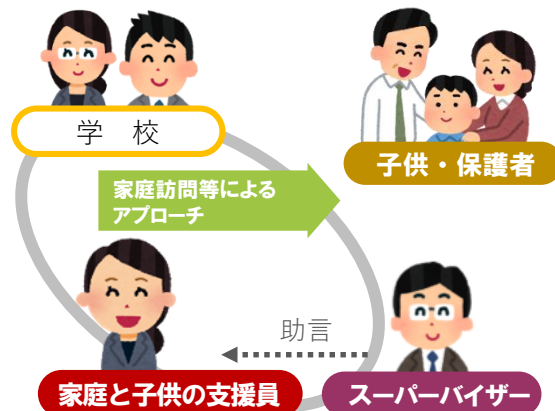 学　校
子供・保護者
家庭訪問等による
アプローチ
助言
家庭と子供の支援員
スーパーバイザー